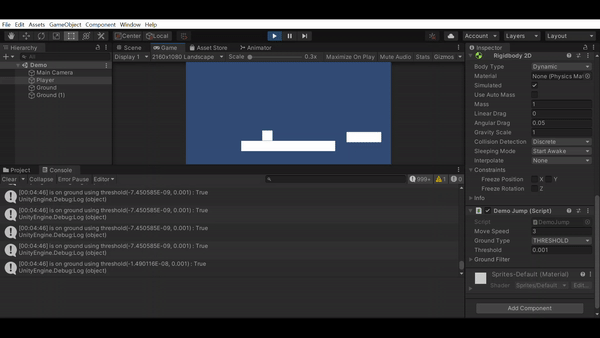 File Edit Assets GameObject Component Window Help
Center Local
Account Layers Layout
Hierarchy
All
Demo
Main Camera
Player
Ground
Ground (1)
Scene Game Asset Store Animator
Display 1 2160x1080 Landscape Scale 0.3x Maximize On Play Mute Audio Stats Gizmos
Project Console
Clear Collapse Error Pause Editor 999+ 1 0
UnityEngine.Debug:Log (object)
[00:04:46] is on ground using threshold(-7.450585E-09, 0.001) : True
UnityEngine.Debug:Log (object)
[00:04:46] is on ground using threshold(-7.450585E-09, 0.001) : True
UnityEngine.Debug:Log (object)
[00:04:46] is on ground using threshold(-7.450585E-09, 0.001) : True
UnityEngine.Debug:Log (object)
[00:04:46] is on ground using threshold(-7.450585E-09, 0.001) : True
UnityEngine.Debug:Log (object)
[00:04:46] is on ground using threshold(-1.490116E-08, 0.001) : True
UnityEngine.Debug:Log (object)
Inspector
Rigidbody 2D
Body Type Dynamic
Material None (Physics Mat
Simulated
Use Auto Mass
Mass 1
Linear Drag 0
Angular Drag 0.05
Gravity Scale 1
Collision Detection Discrete
Sleeping Mode Start Awake
Interpolate None
Constraints
Freeze Position X Y
Freeze Rotation Z
Info
Demo Jump (Script)
Script DemoJump
Move Speed 3
Ground Type THRESHOLD
Threshold 0.001
Ground Filter
Sprites-Default (Material)
Shader Sprites/Default Edit...
Add Component